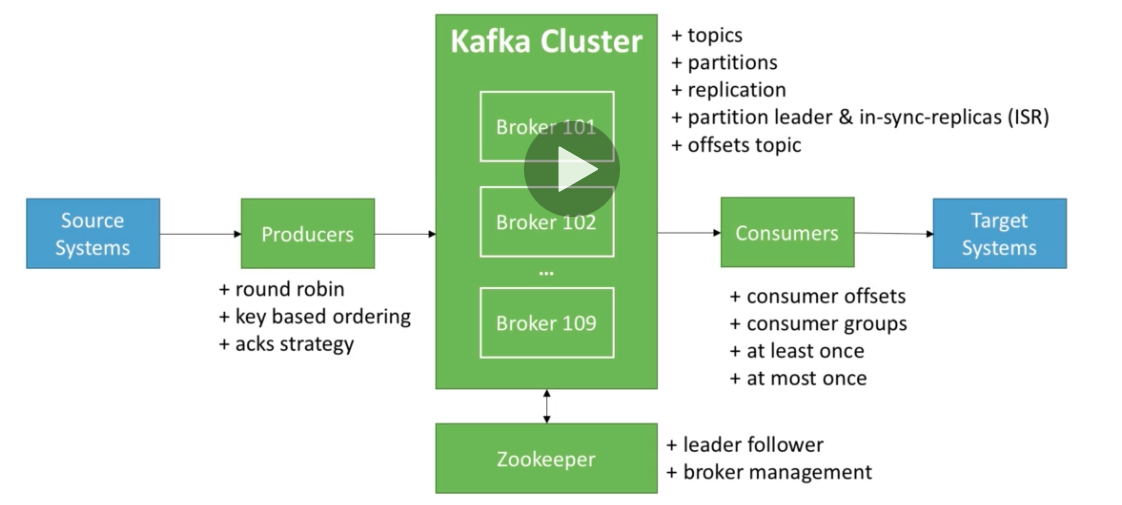 Kafka Cluster
Broker 101
Broker 102
...
Broker 109
+ topics
+ partitions
+ replication
+ partition leader & in-sync-replicas (ISR)
+ offsets topic
Source
Systems
Producers
+ round robin
+ key based ordering
+ acks strategy
Consumers
+ consumer offsets
+ consumer groups
+ at least once
+ at most once
Target
Systems
Zookeeper
+ leader follower
+ broker management